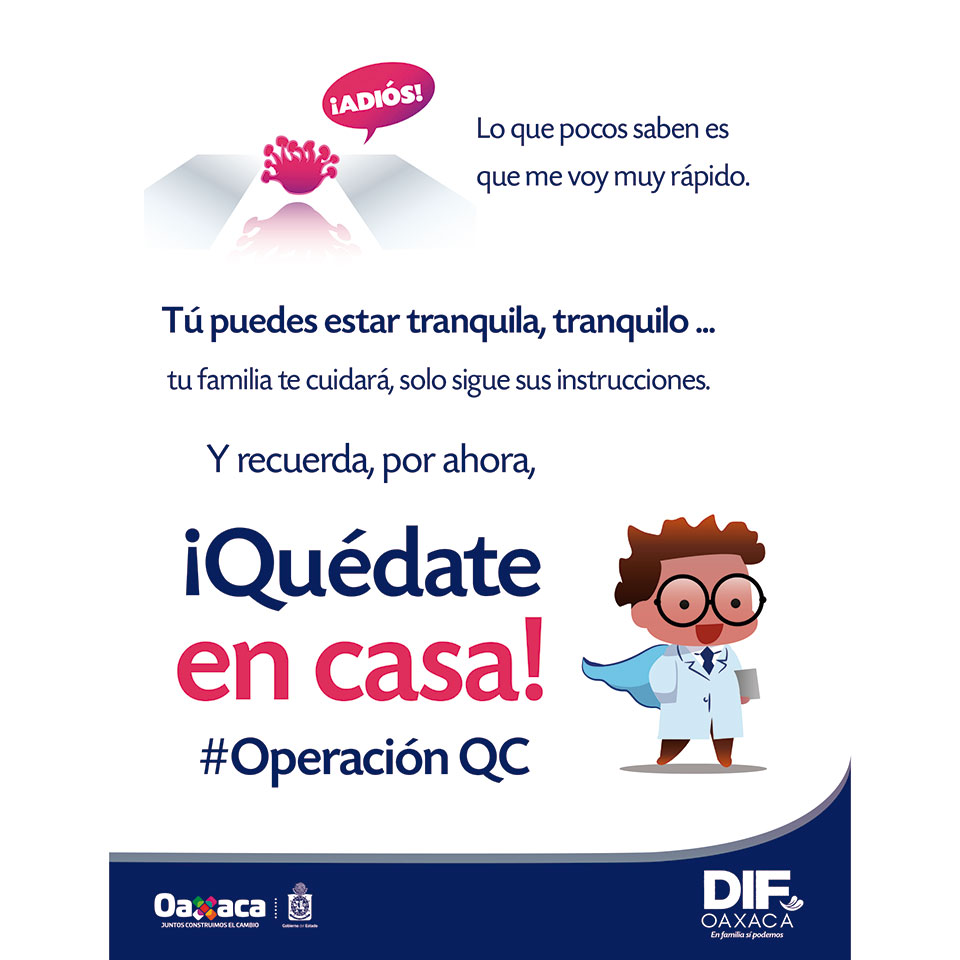 ¡ADIÓS!
Lo que pocos saben es
que me voy muy rápido.
Tú puedes estar tranquila, tranquilo ...
tu familia te cuidará, solo sigue sus instrucciones.
Y recuerda, por ahora,
¡Quédate
en casa!
#Operación QC
Oaxaca
JUNTOS CONSTRUIMOS EL CAMBIO
Gobierno del Estado
DIF
OAXACA
En familia sí podemos